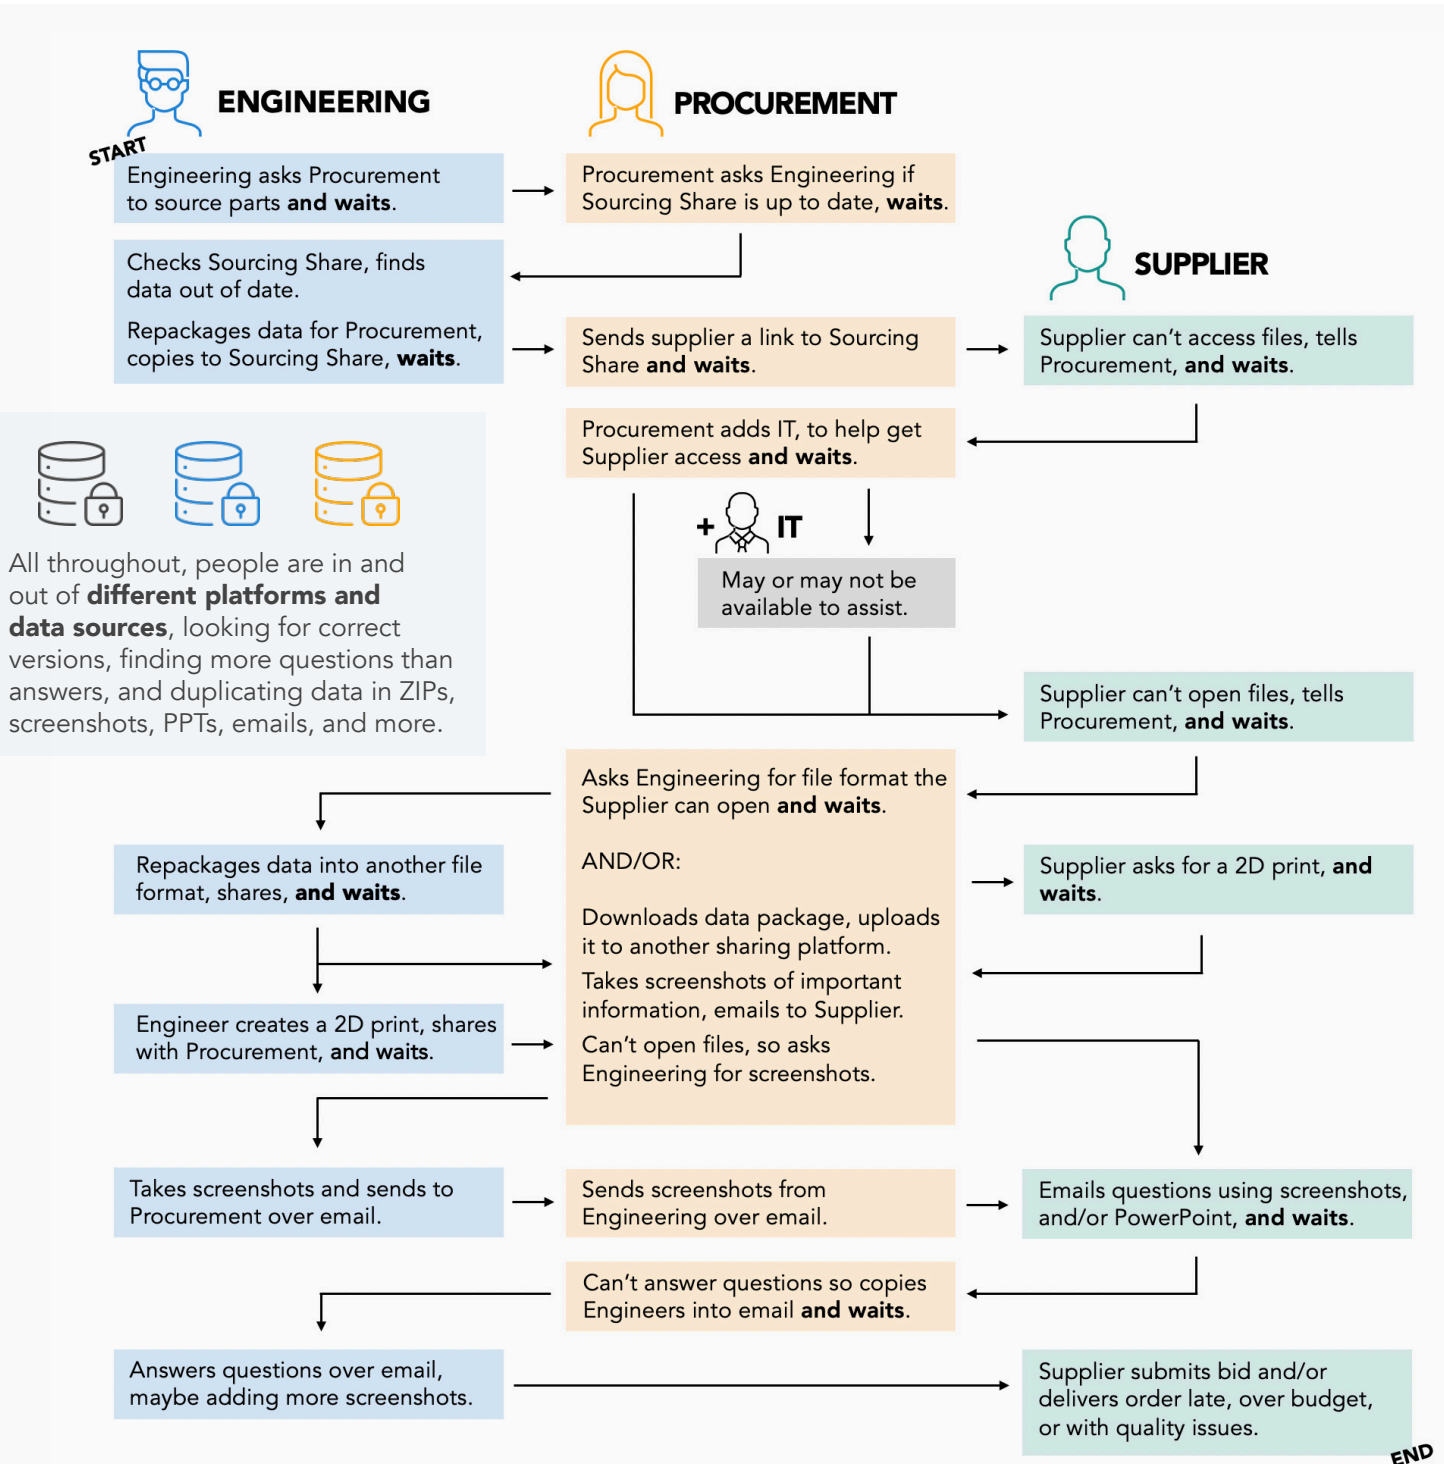 ENGINEERING
PROCUREMENT
START
Engineering asks Procurement
to source parts and waits.
Procurement asks Engineering if
Sourcing Share is up to date, waits.
SUPPLIER
Checks Sourcing Share, finds
data out of date.
Repackages data for Procurement,
copies to Sourcing Share, waits.
Sends supplier a link to Sourcing
Share and waits.
Supplier can’t access files, tells
Procurement, and waits.
Procurement adds IT, to help get
Supplier access and waits.
+ IT
May or may not be
available to assist.
All throughout, people are in and
out of different platforms and
data sources, looking for correct
versions, finding more questions than
answers, and duplicating data in ZIPs,
screenshots, PPTs, emails, and more.
Supplier can’t open files, tells
Procurement, and waits.
Asks Engineering for file format the
Supplier can open and waits.
AND/OR:
Downloads data package, uploads
it to another sharing platform.
Takes screenshots of important
information, emails to Supplier.
Can’t open files, so asks
Engineering for screenshots.
Repackages data into another file
format, shares, and waits.
Supplier asks for a 2D print, and
waits.
Engineer creates a 2D print, shares
with Procurement, and waits.
Takes screenshots and sends to
Procurement over email.
Sends screenshots from
Engineering over email.
Emails questions using screenshots,
and/or PowerPoint, and waits.
Can’t answer questions so copies
Engineers into email and waits.
Answers questions over email,
maybe adding more screenshots.
Supplier submits bid and/or
delivers order late, over budget,
or with quality issues.
END